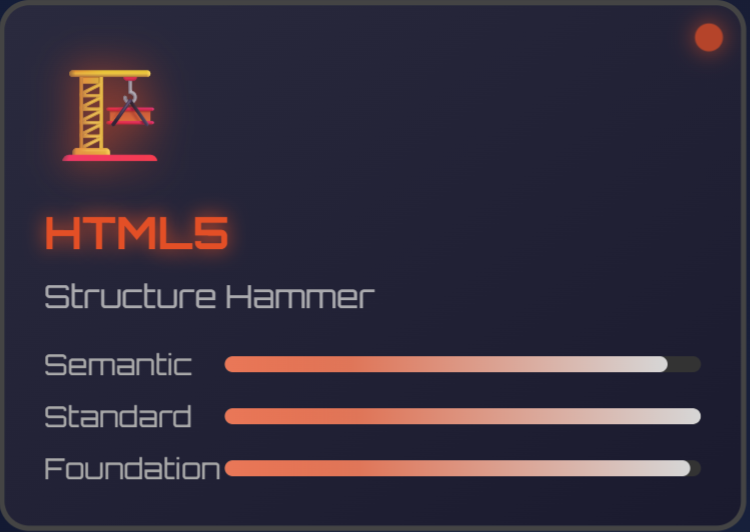 HTML5
Structure Hammer
Semantic
Standard
Foundation